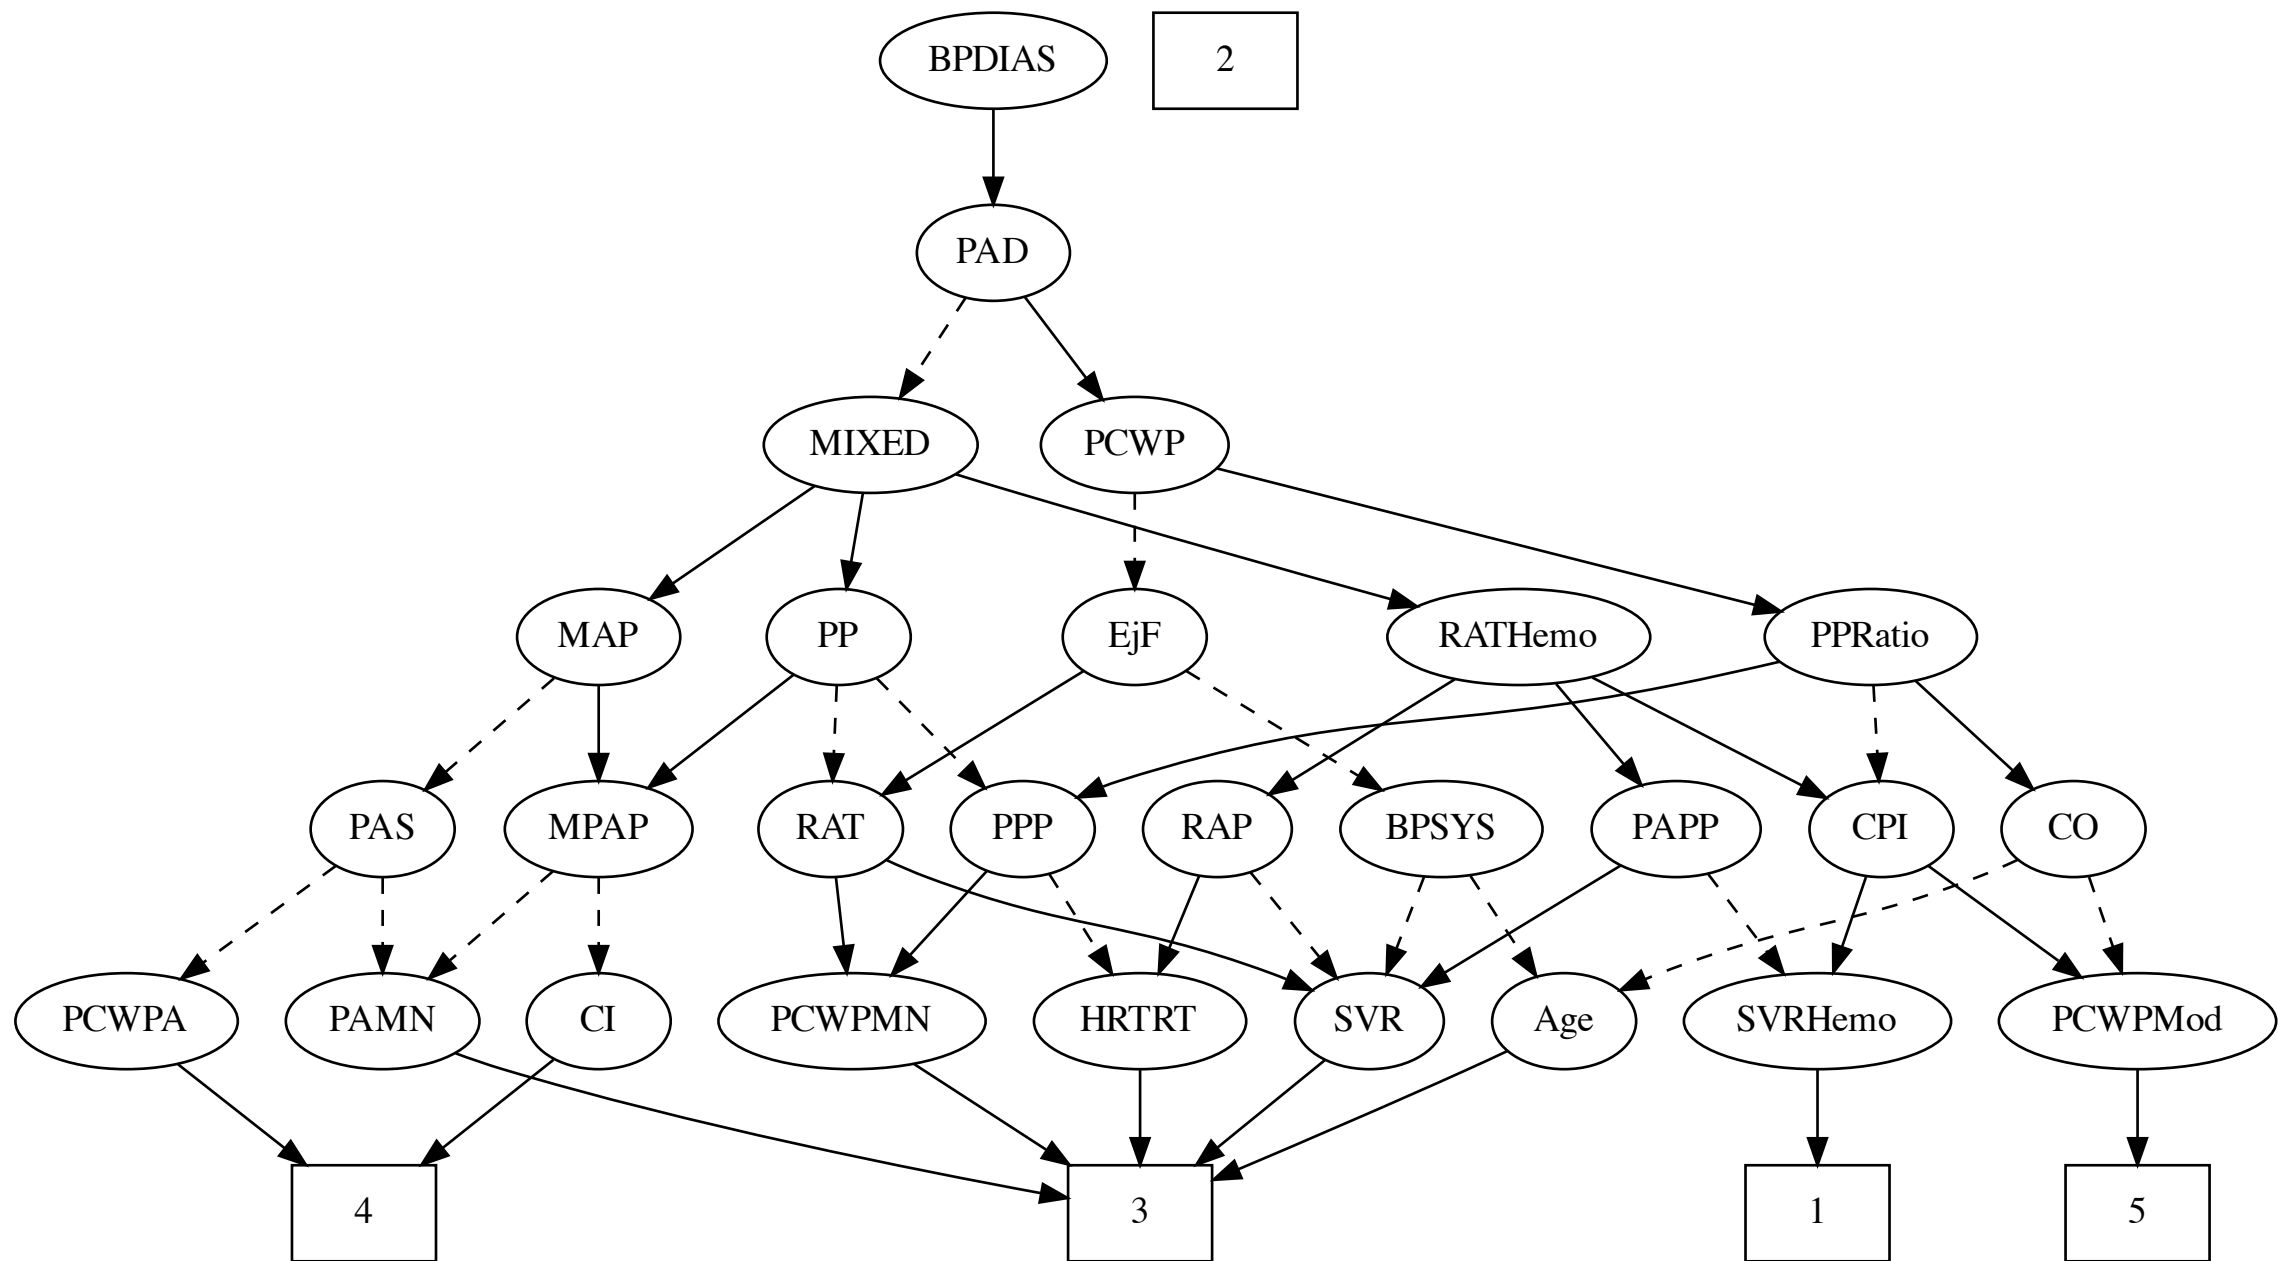 BPDIAS
2
PAD
MIXED
PCWP
MAP
PP
EjF
RATHemo
PPRatio
PAS
MPAP
RAT
PPP
RAP
BPSYS
PAPP
CPI
CO
PCWPA
PAMN
CI
PCWPMN
HRTRT
SVR
Age
SVRHemo
PCWPMod
4
3
1
5